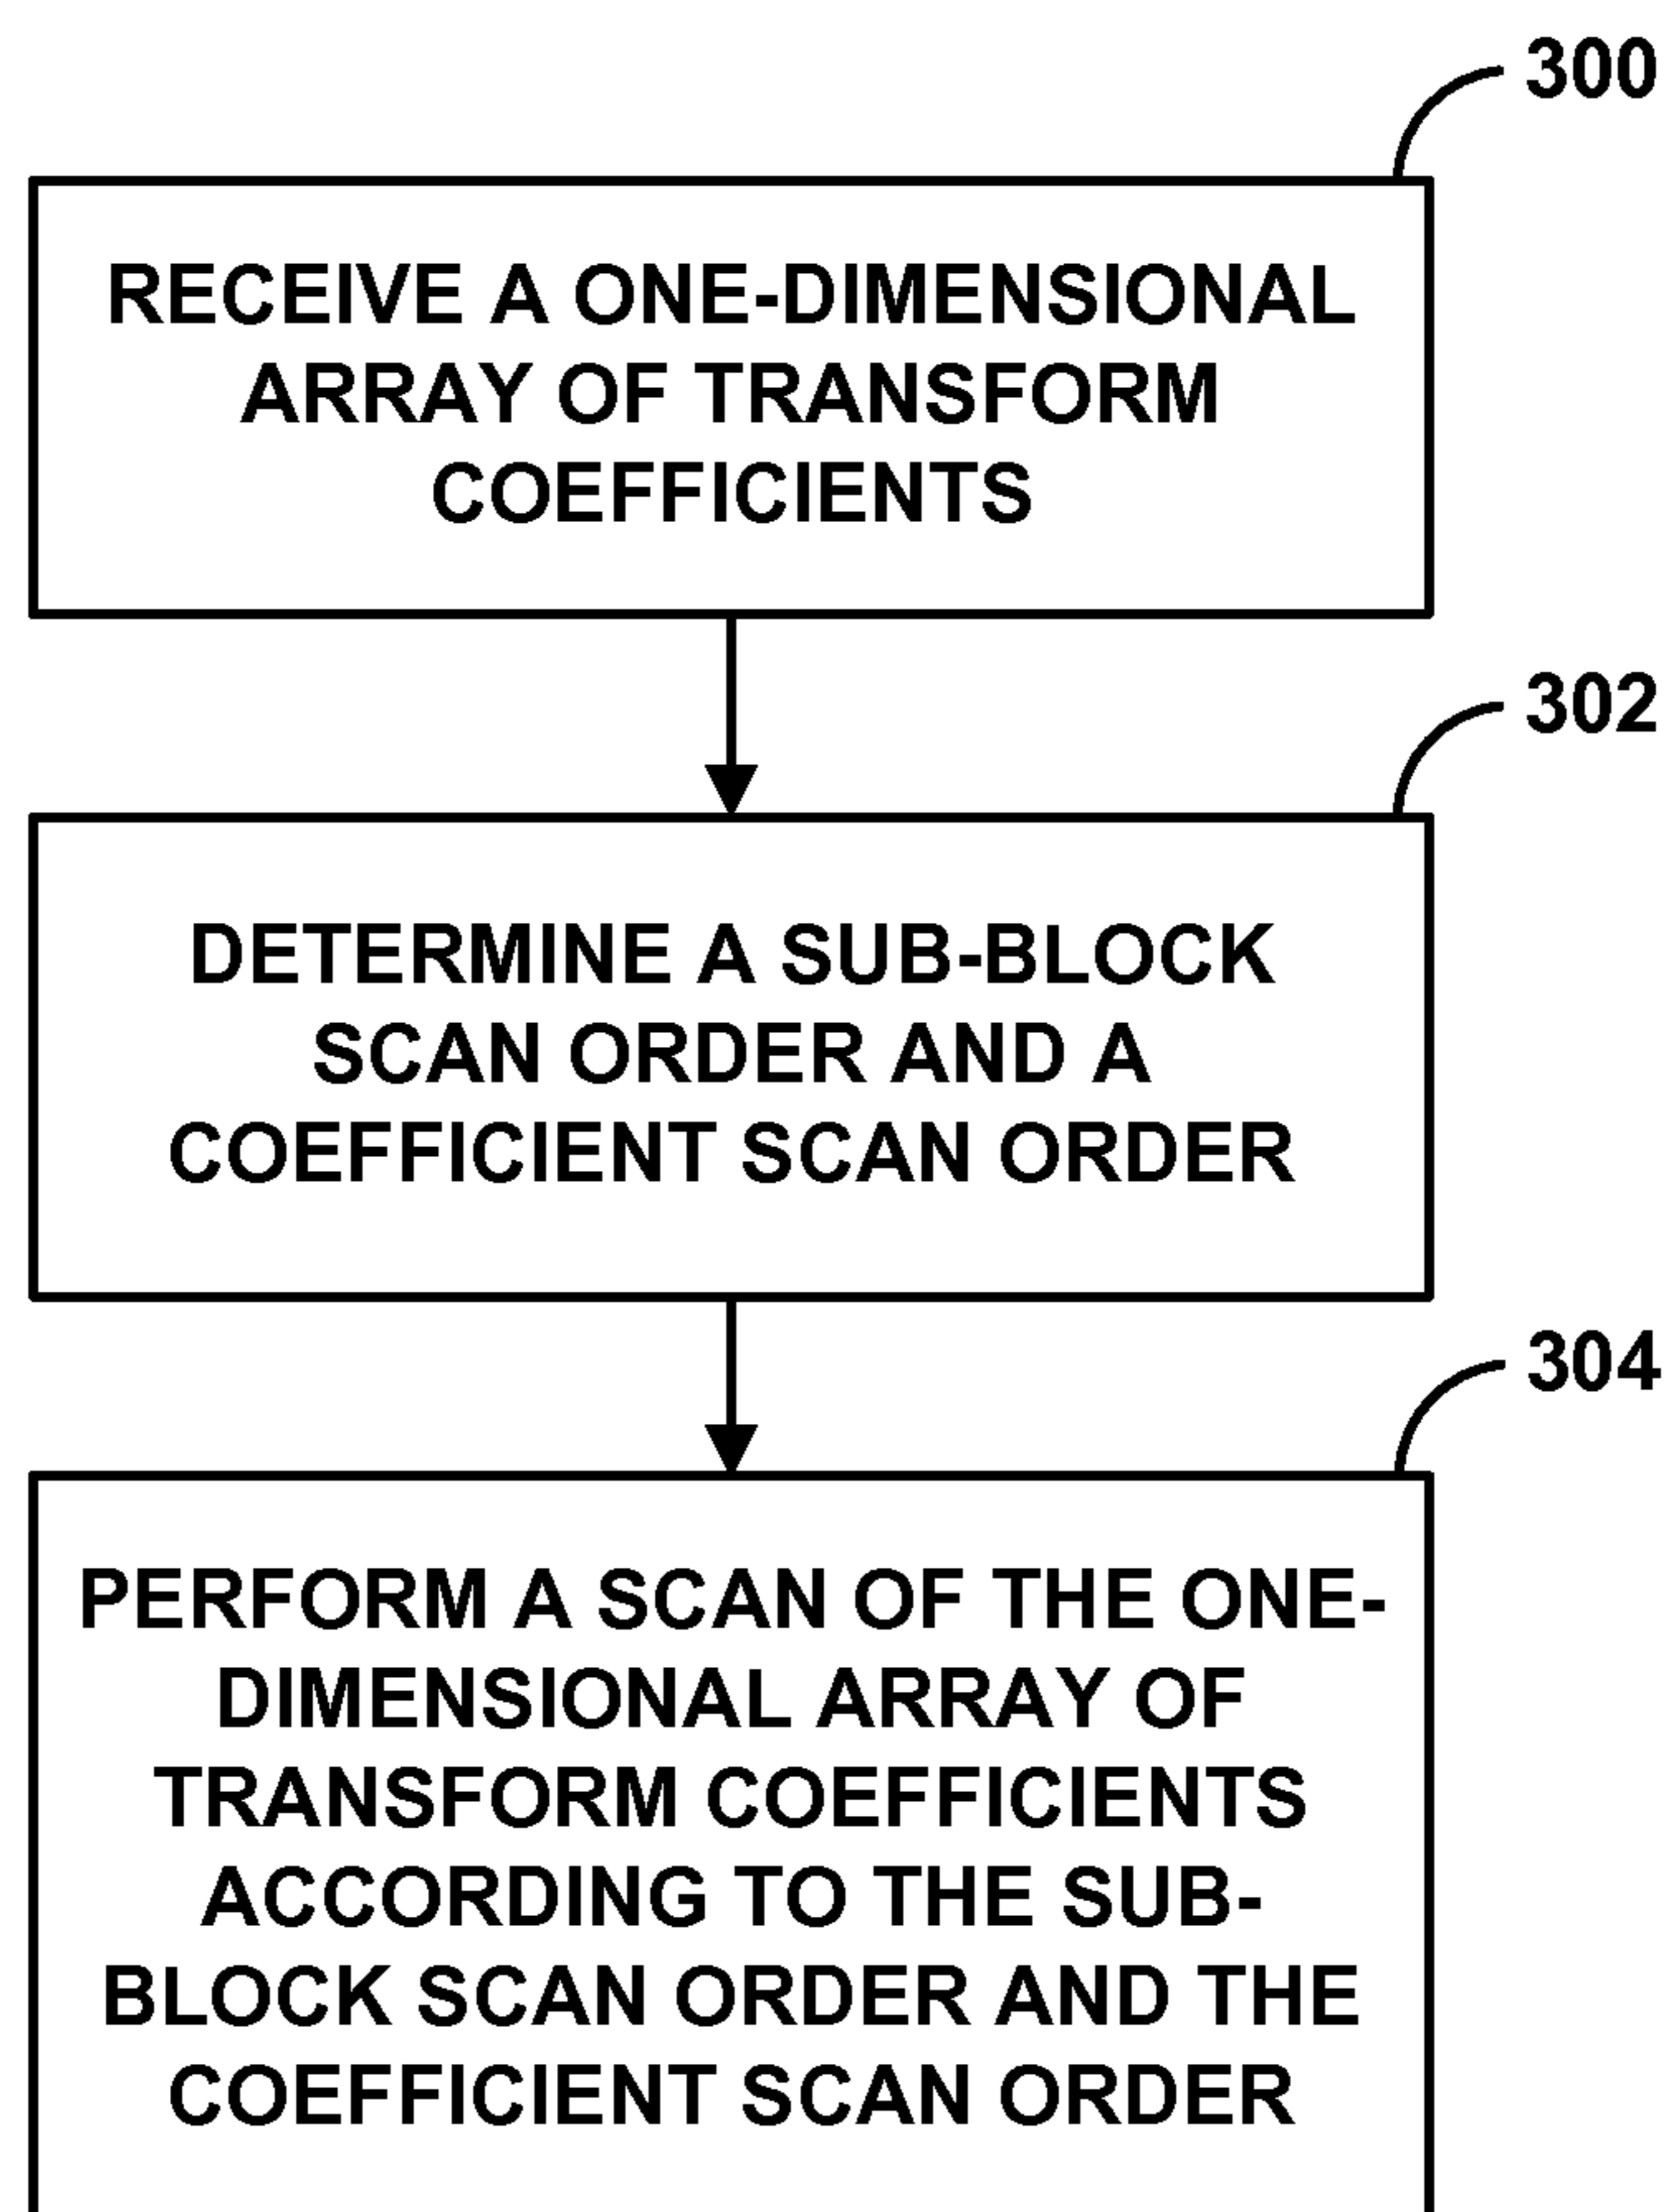 300
RECEIVE A ONE-DIMENSIONAL
ARRAY OF TRANSFORM
COEFFICIENTS
302
DETERMINE A SUB-BLOCK
SCAN ORDER AND A
COEFFICIENT SCAN ORDER
304
PERFORM A SCAN OF THE ONE-
DIMENSIONAL ARRAY OF
TRANSFORM COEFFICIENTS
ACCORDING TO THE SUB-
BLOCK SCAN ORDER AND THE
COEFFICIENT SCAN ORDER